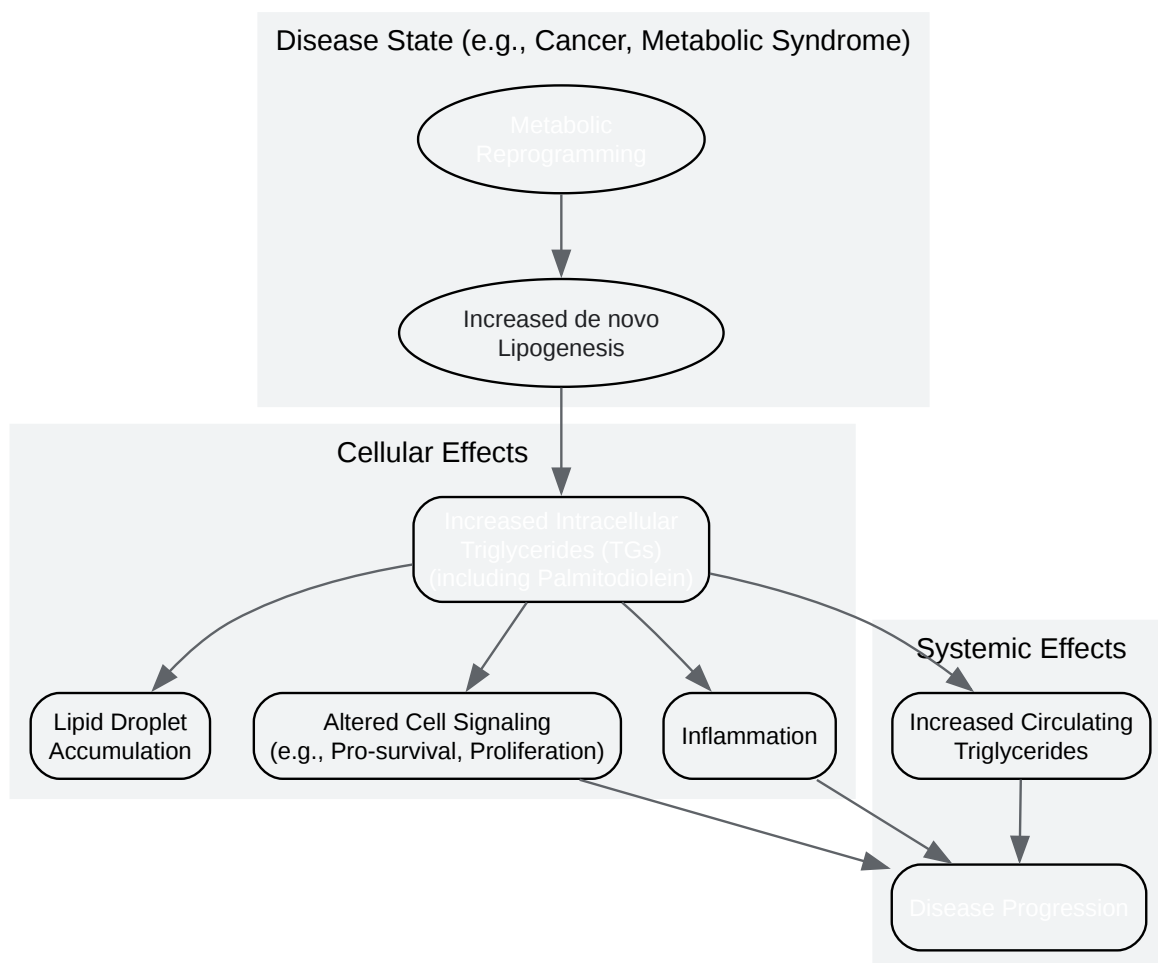 Disease State (e.g., Cancer, Metabolic Syndrome)
Metabolic
Reprogramming
Increased de novo
Lipogenesis
Cellular Effects
Increased Intracellular
Triglycerides (TGs)
(including Palmitodiolein)
Systemic Effects
Lipid Droplet
Accumulation
Altered Cell Signaling
(e.g., Pro-survival, Proliferation)
Inflammation
Increased Circulating
Triglycerides
Disease Progression